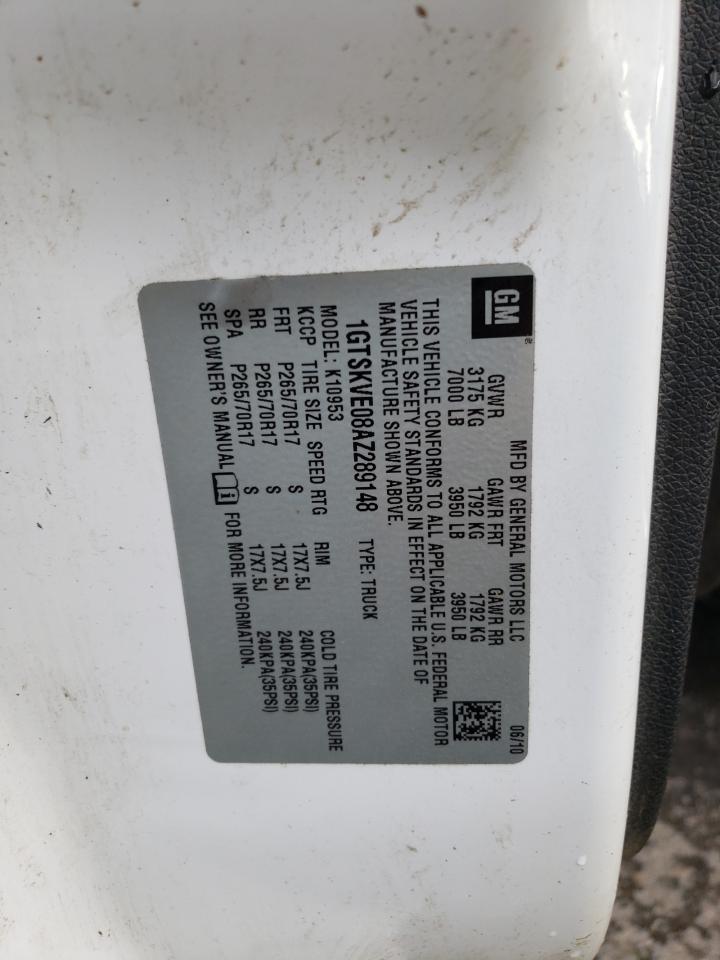 GM
MFD BY GENERAL MOTORS LLC 06/10
GVWR GAWR FRT GAWR RR
3175 KG 1792 KG 1792 KG
7000 LB 3950 LB 3950 LB
THIS VEHICLE CONFORMS TO ALL APPLICABLE U.S. FEDERAL MOTOR
VEHICLE SAFETY STANDARDS IN EFFECT ON THE DATE OF
MANUFACTURE SHOWN ABOVE.
1GTSKVE08AZ289148 TYPE: TRUCK
MODEL: K10953
KCCP TIRE SIZE SPEED RTG RIM COLD TIRE PRESSURE
FRT P265/70R17 S 17X7.5J 240KPA(35PSI)
RR P265/70R17 S 17X7.5J 240KPA(35PSI)
SPA P265/70R17 S 17X7.5J 240KPA(35PSI)
SEE OWNER'S MANUAL FOR MORE INFORMATION.